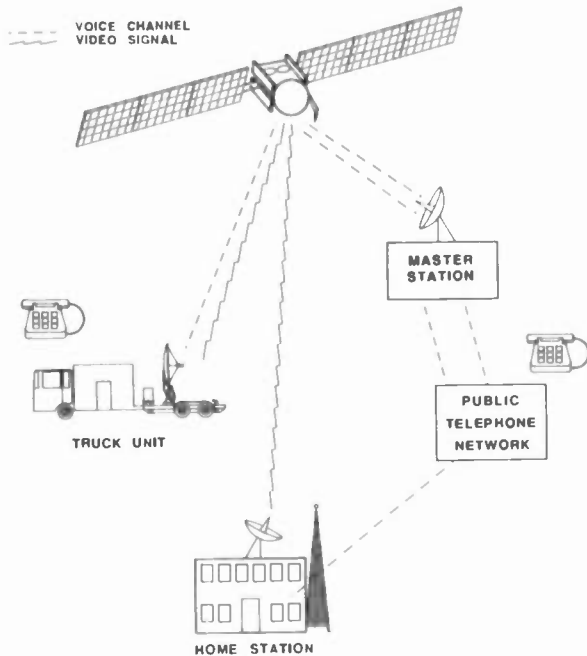 VOICE CHANNEL
VIDEO SIGNAL
MASTER
STATION
TRUCK UNIT
PUBLIC
TELEPHONE
NETWORK
HOME STATION